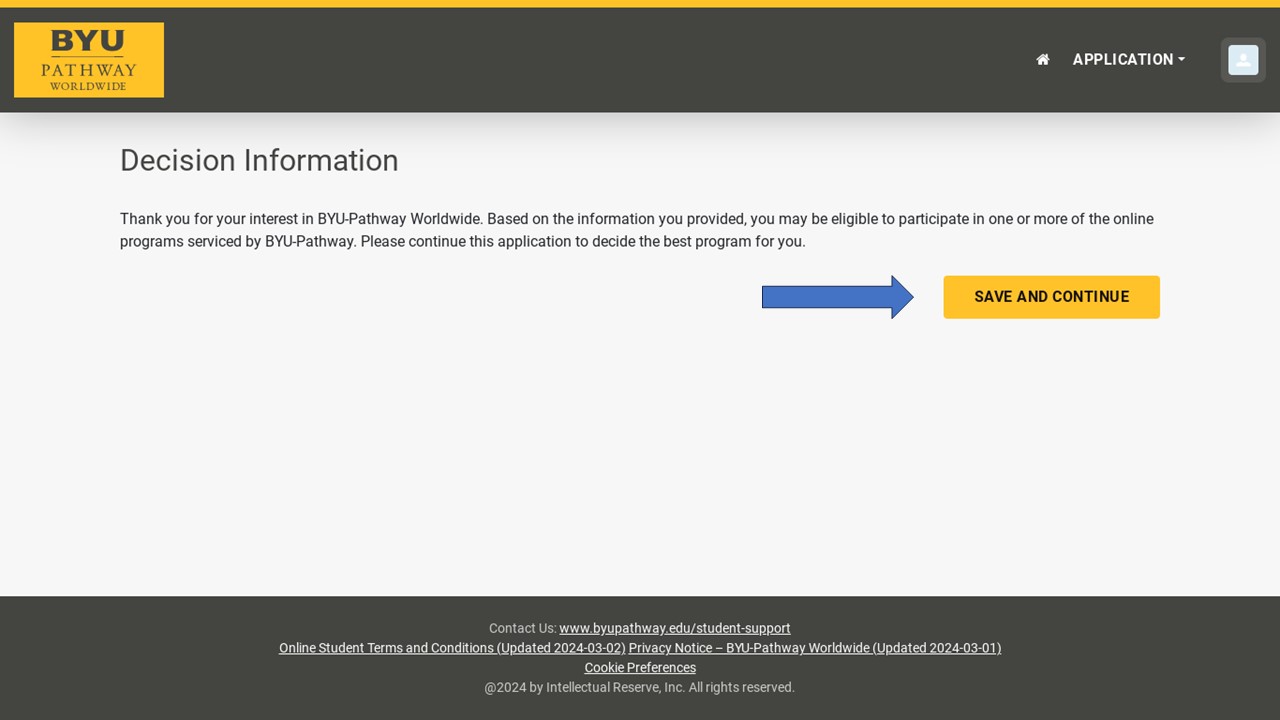 BYU
PATHWAY
WORLDWIDE
APPLICATION
Decision Information
Thank you for your interest in BYU-Pathway Worldwide. Based on the information you provided, you may be eligible to participate in one or more of the online
programs serviced by BYU-Pathway. Please continue this application to decide the best program for you.
SAVE AND CONTINUE
Contact Us: www.byupathway.edu/student-support
Online Student Terms and Conditions (Updated 2024-03-02) Privacy Notice – BYU-Pathway Worldwide (Updated 2024-03-01)
Cookie Preferences
@2024 by Intellectual Reserve, Inc. All rights reserved.